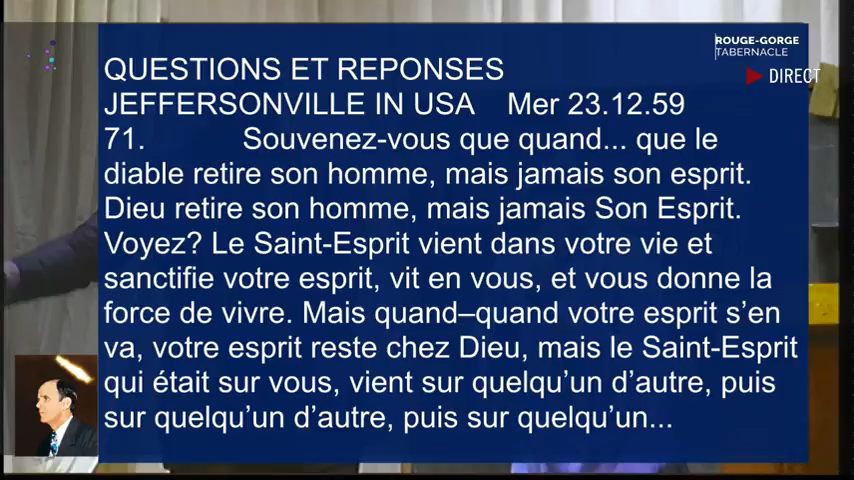 ROUGE-GORGE
TABERNACLE
DIRECT
QUESTIONS ET REPONSES
JEFFERSONVILLE IN USA Mer 23.12.59
71. Souvenez-vous que quand... que le
diable retire son homme, mais jamais son esprit.
Dieu retire son homme, mais jamais Son Esprit.
Voyez? Le Saint-Esprit vient dans votre vie et
sanctifie votre esprit, vit en vous, et vous donne la
force de vivre. Mais quand–quand votre esprit s’en
va, votre esprit reste chez Dieu, mais le Saint-Esprit
qui était sur vous, vient sur quelqu’un d’autre, puis
sur quelqu’un d’autre, puis sur quelqu’un...